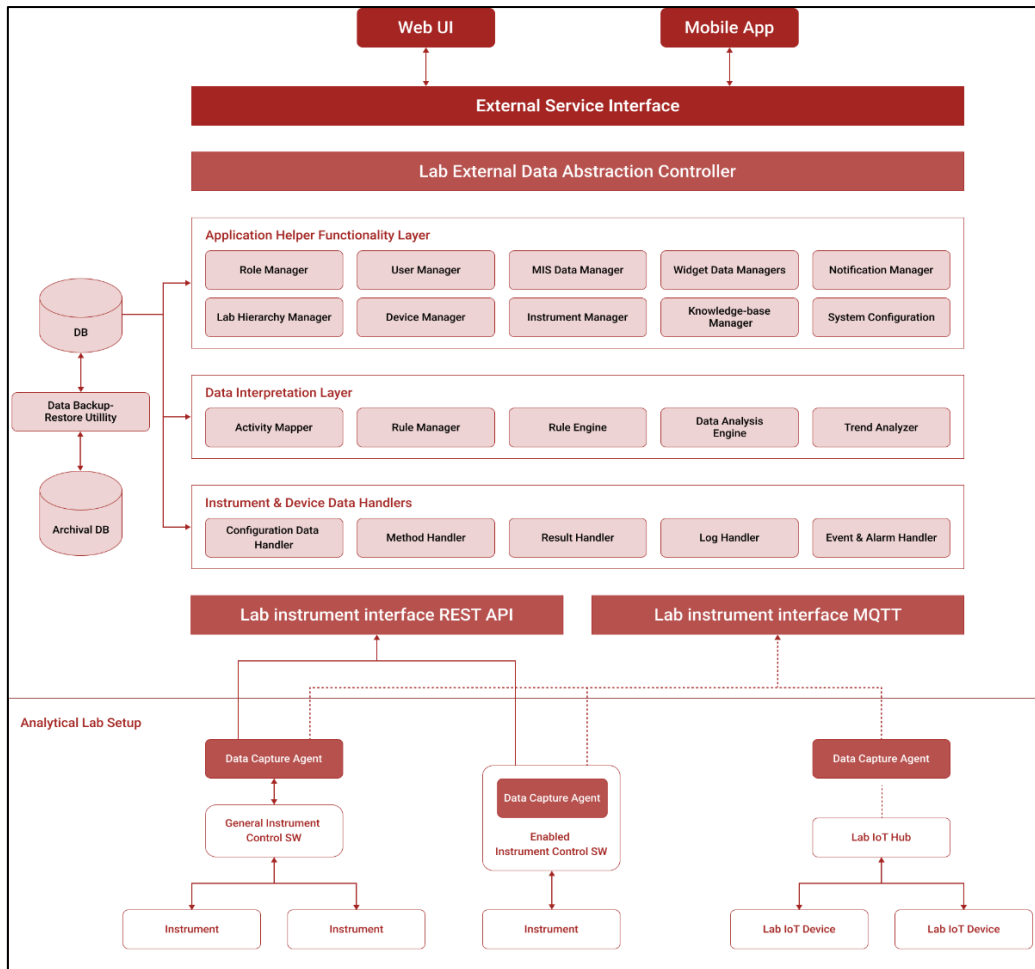 Web UI
Mobile App
External Service Interface
Lab External Data Abstraction Controller
Application Helper Functionality Layer
Role Manager
User Manager
MIS Data Manager
Widget Data Managers
Notification Manager
Lab Hierarchy Manager
Device Manager
Instrument Manager
Knowledge-base
Manager
System Configuration
DB
Data Backup-
Restore Utillity
Archival DB
Data Interpretation Layer
Activity Mapper
Rule Manager
Rule Engine
Data Analysis
Engine
Trend Analyzer
Instrument & Device Data Handlers
Configuration Data
Handler
Method Handler
Result Handler
Log Handler
Event & Alarm Handler
Lab instrument interface REST API
Lab instrument interface MQTT
Analytical Lab Setup
Data Capture Agent
General Instrument
Control SW
Instrument
Instrument
Data Capture Agent
Enabled
Instrument Control SW
Instrument
Data Capture Agent
Lab IoT Hub
Lab IoT Device
Lab IoT Device